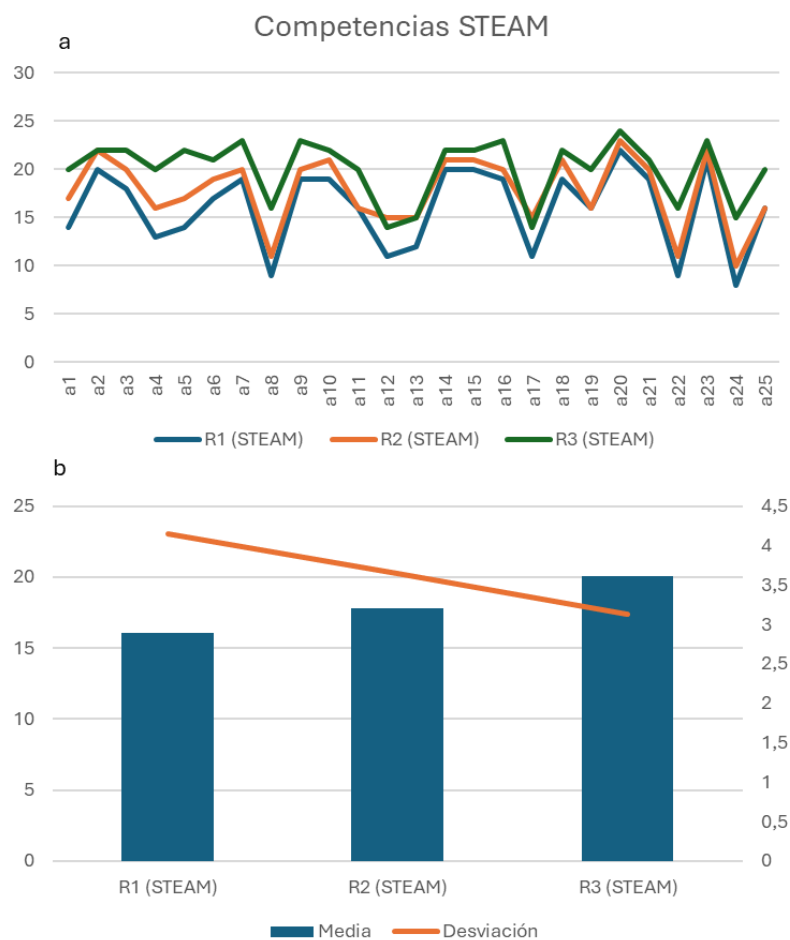 Competencias STEAM
a
30
25
20
15
10
5
0
a1 a2 a3 a4 a5 a6 a7 a8 a9 a10 a11 a12 a13 a14 a15 a16 a17 a18 a19 a20 a21 a22 a23 a24 a25
R1 (STEAM) R2 (STEAM) R3 (STEAM)
b
25 4,5
20 4
15 3,5
10 3
5 2,5
0 2
1,5
1
0,5
0
R1 (STEAM) R2 (STEAM) R3 (STEAM)
Media Desviación